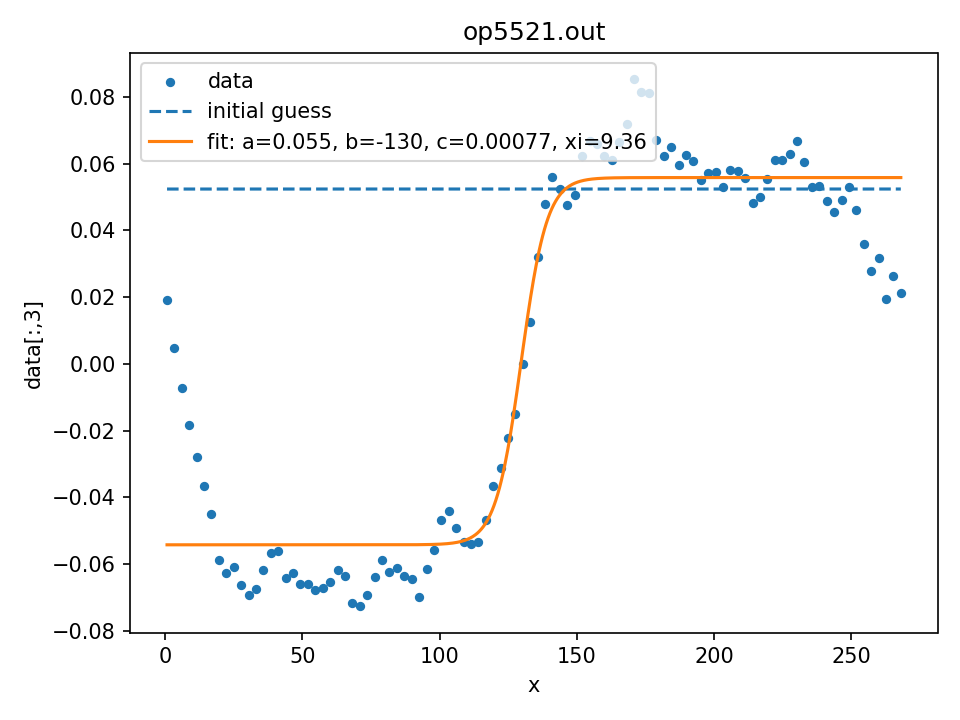 op5521.out
data
initial guess
fit: a=0.055, b=-130, c=0.00077, xi=9.36
0.08
0.06
0.04
0.02
0.00
−0.02
−0.04
−0.06
−0.08
data[:,3]
0 50 100 150 200 250
x